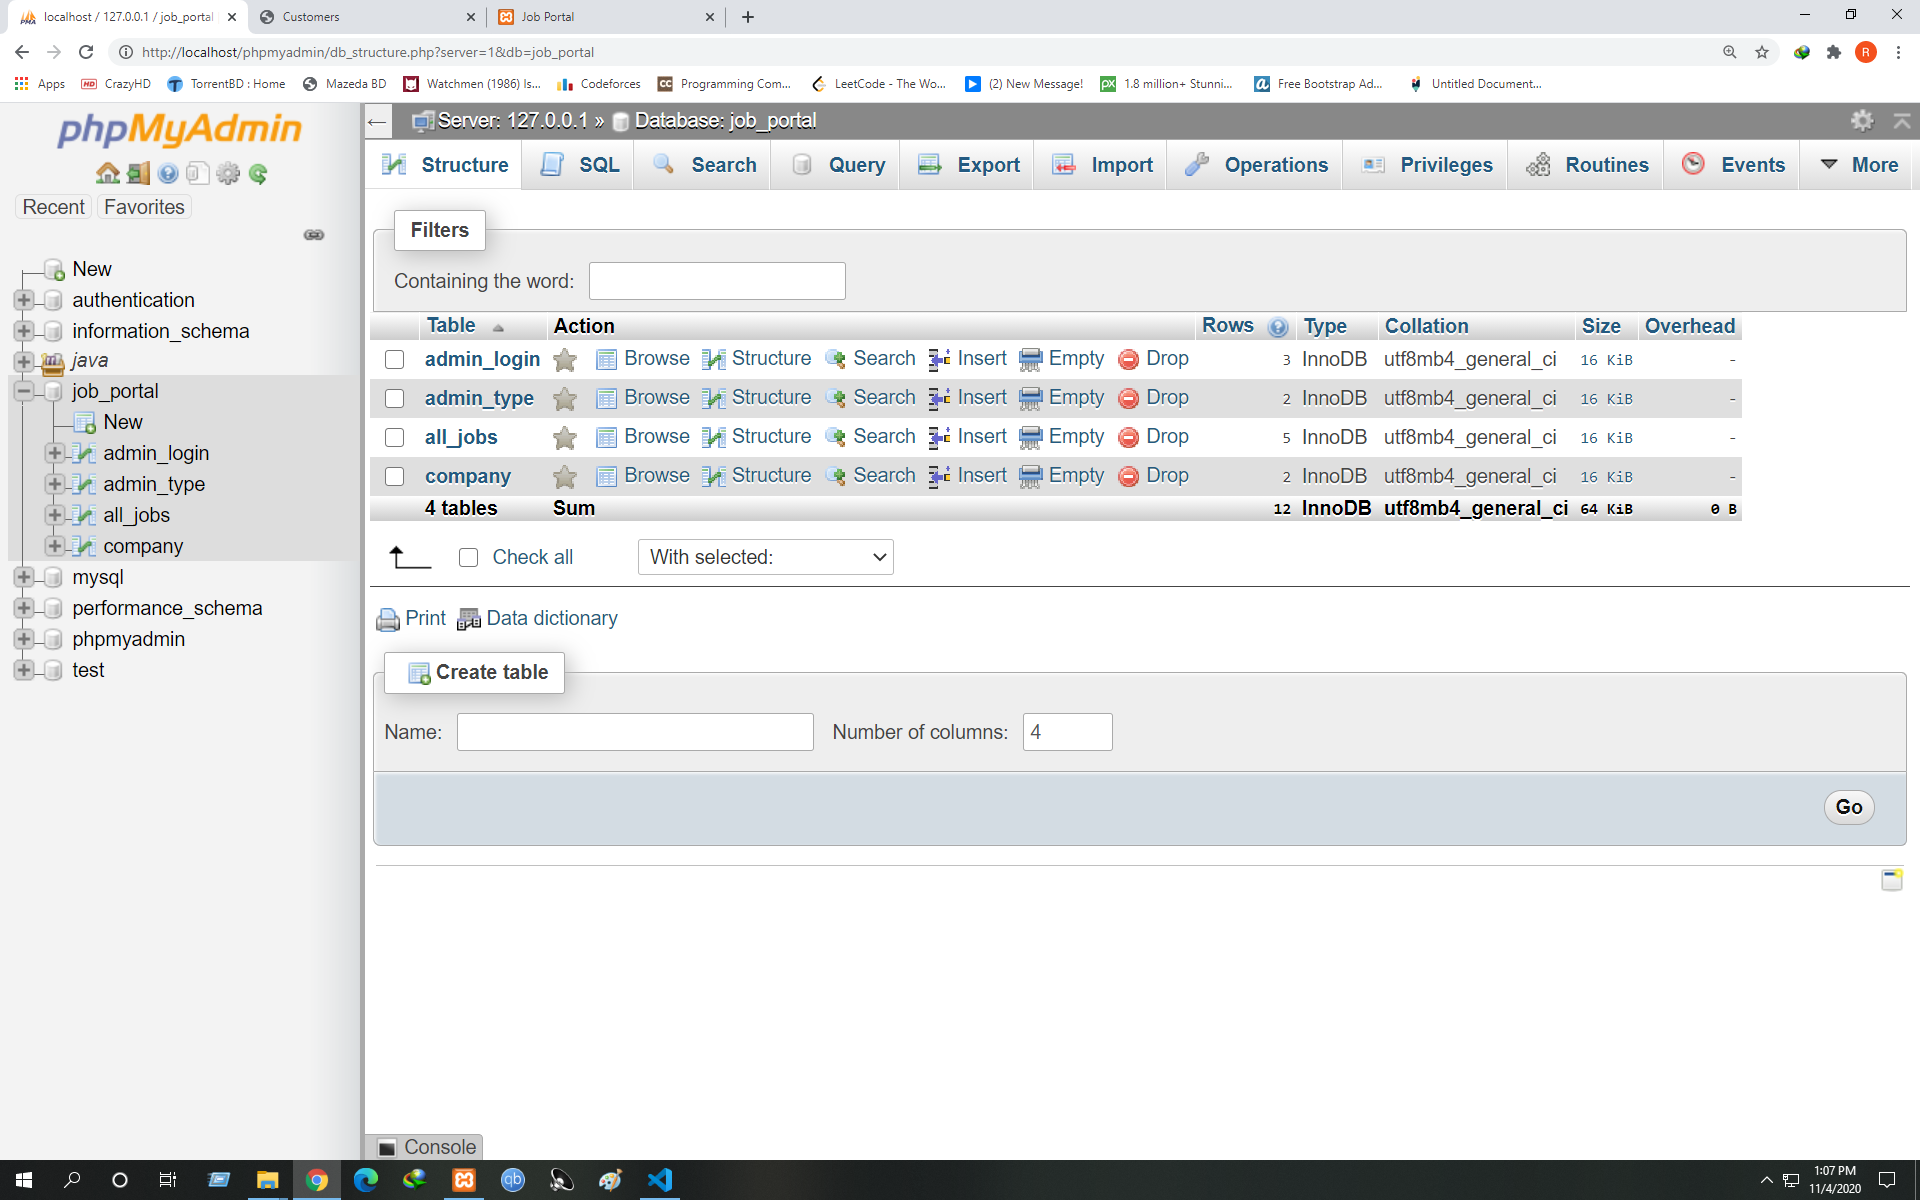 localhost / 127.0.0.1 / job_portal
Customers
Job Portal
http://localhost/phpmyadmin/db_structure.php?server=1&db=job_portal
R
Apps
HD CrazyHD
TorrentBD : Home
Mazeda BD
Watchmen (1986) Is...
Codeforces
CC Programming Com...
LeetCode - The Wo...
(2) New Message!
px 1.8 million+ Stunni...
a Free Bootstrap Ad...
Untitled Document...
phpMyAdmin
Recent Favorites
New
authentication
information_schema
java
job_portal
New
admin_login
admin_type
all_jobs
company
mysql
performance_schema
phpmyadmin
test
Server: 127.0.0.1 » Database: job_portal
Structure SQL Search Query Export Import Operations Privileges Routines Events More
Filters
Containing the word:
Table Action Rows Type Collation Size Overhead
admin_login Browse Structure Search Insert Empty Drop 3 InnoDB utf8mb4_general_ci 16 KiB -
admin_type Browse Structure Search Insert Empty Drop 2 InnoDB utf8mb4_general_ci 16 KiB -
all_jobs Browse Structure Search Insert Empty Drop 5 InnoDB utf8mb4_general_ci 16 KiB -
company Browse Structure Search Insert Empty Drop 2 InnoDB utf8mb4_general_ci 16 KiB -
4 tables Sum 12 InnoDB utf8mb4_general_ci 64 KiB 0 B
Check all With selected:
Print Data dictionary
Create table
Name: Number of columns: 4
Go
Console
qb
1:07 PM
11/4/2020